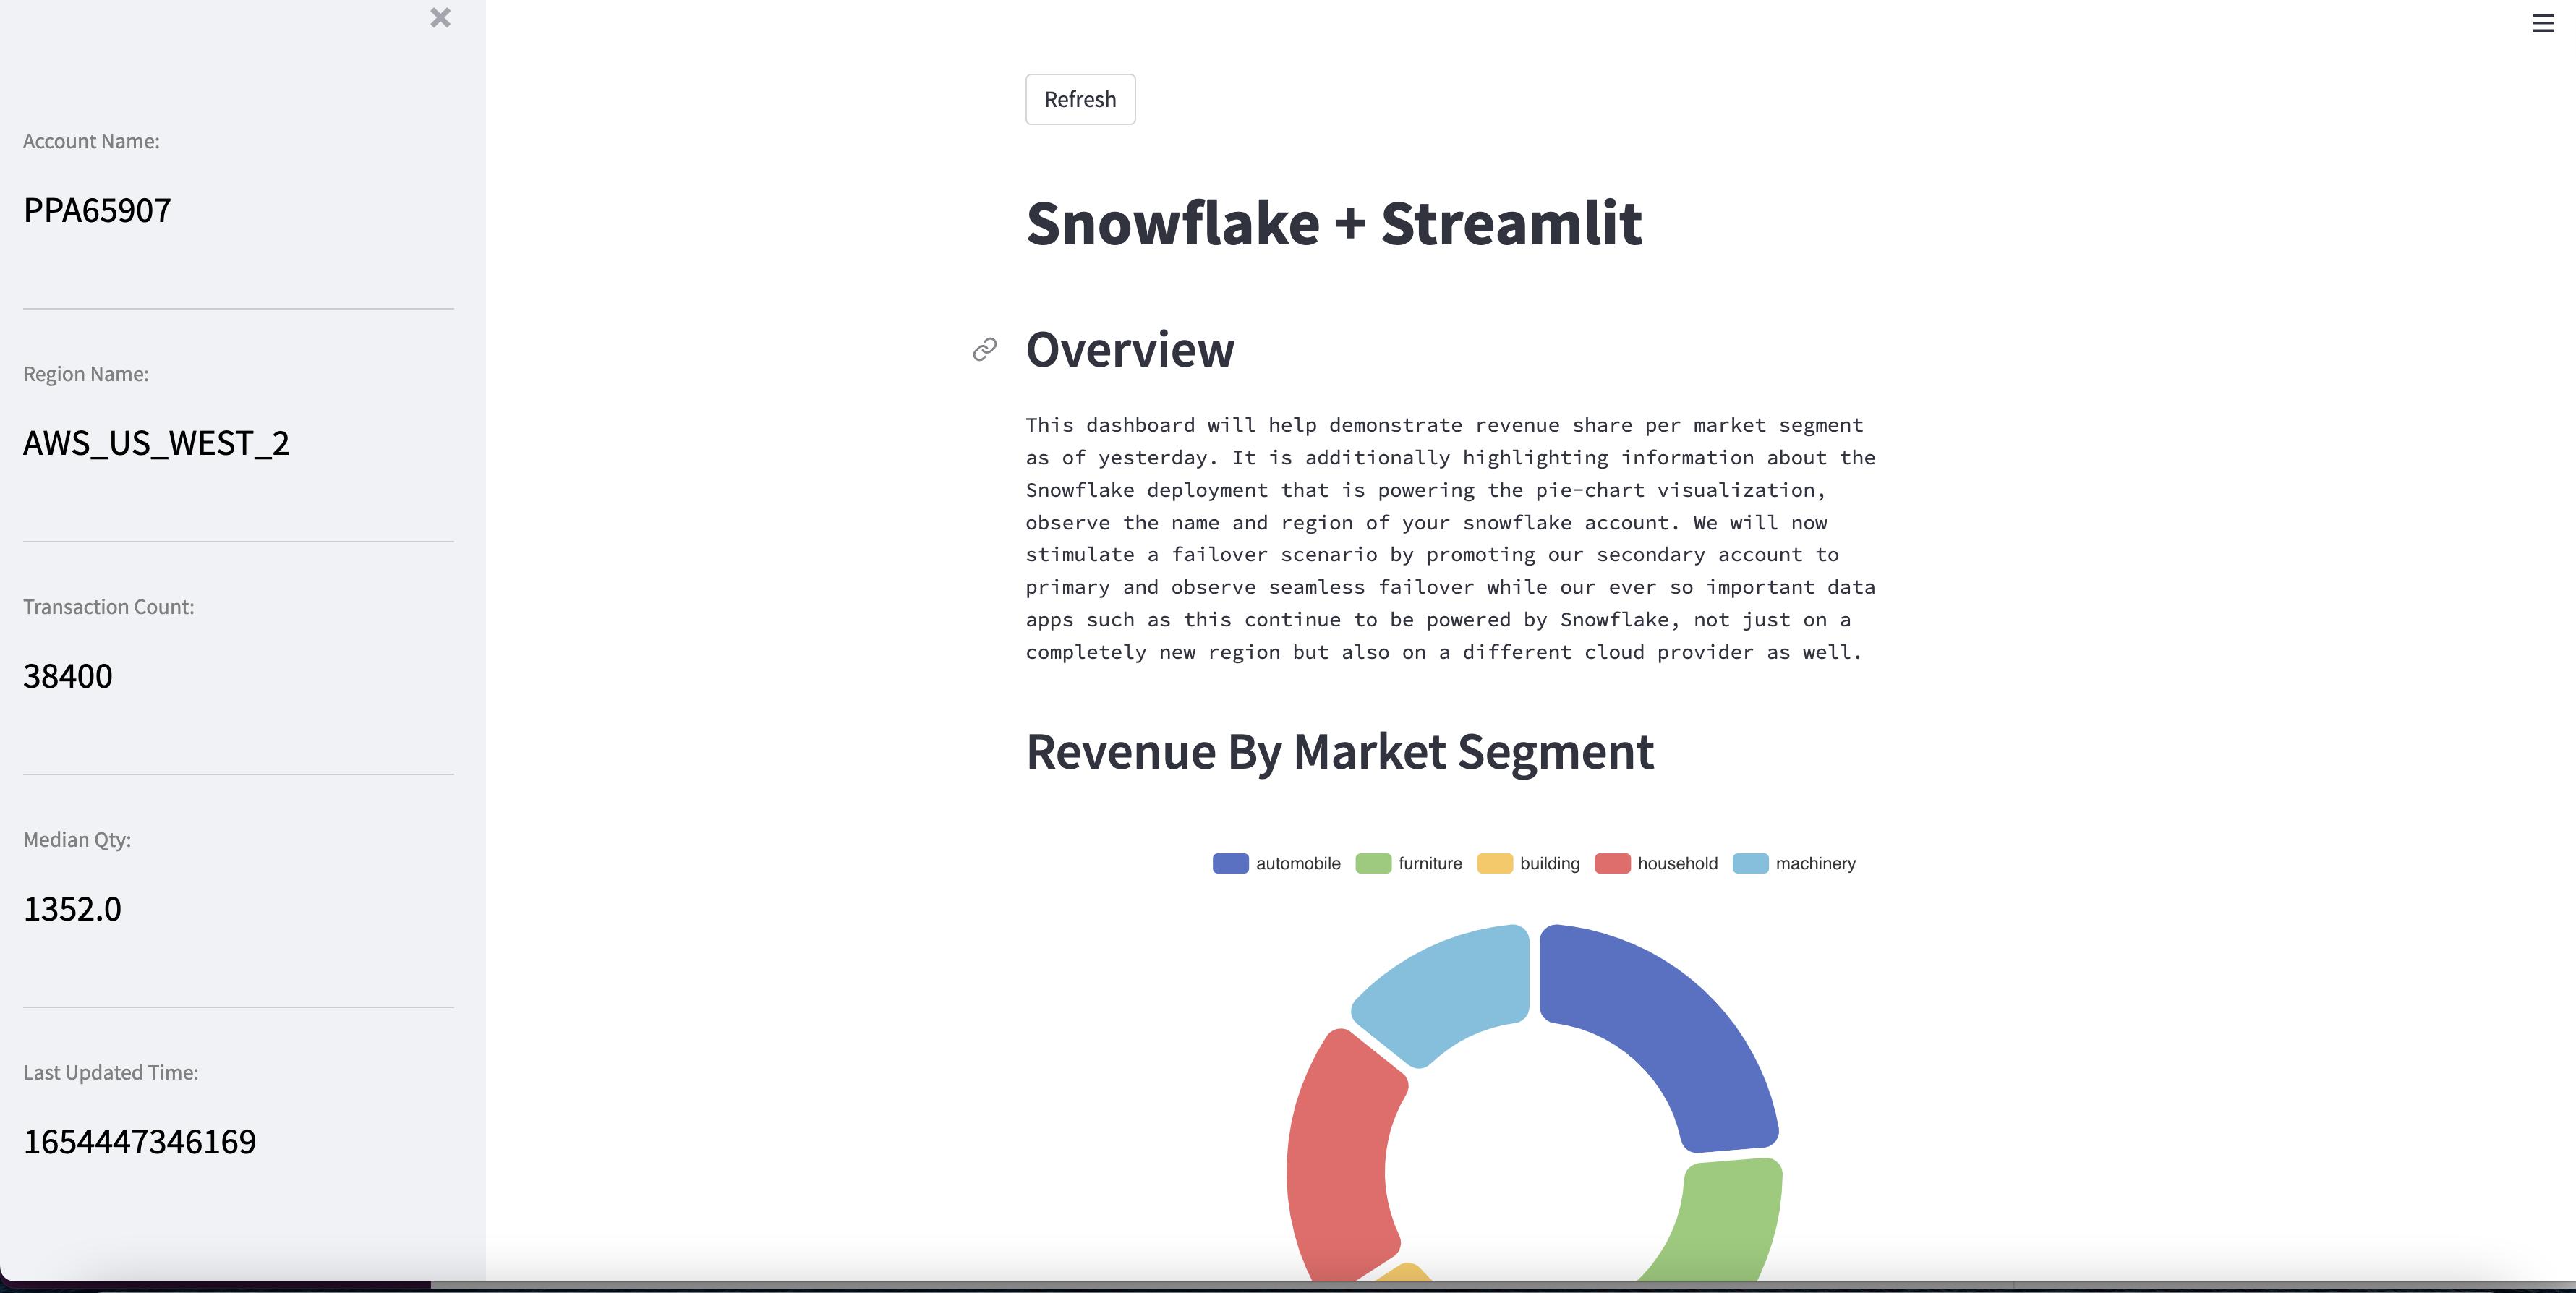 Account Name:
PPA65907
Region Name:
AWS_US_WEST_2
Transaction Count:
38400
Median Qty:
1352.0
Last Updated Time:
1654447346169
Refresh
Snowflake + Streamlit
Overview
This dashboard will help demonstrate revenue share per market segment
as of yesterday. It is additionally highlighting information about the
Snowflake deployment that is powering the pie-chart visualization,
observe the name and region of your snowflake account. We will now
stimulate a failover scenario by promoting our secondary account to
primary and observe seamless failover while our ever so important data
apps such as this continue to be powered by Snowflake, not just on a
completely new region but also on a different cloud provider as well.
Revenue By Market Segment
automobile furniture building household machinery